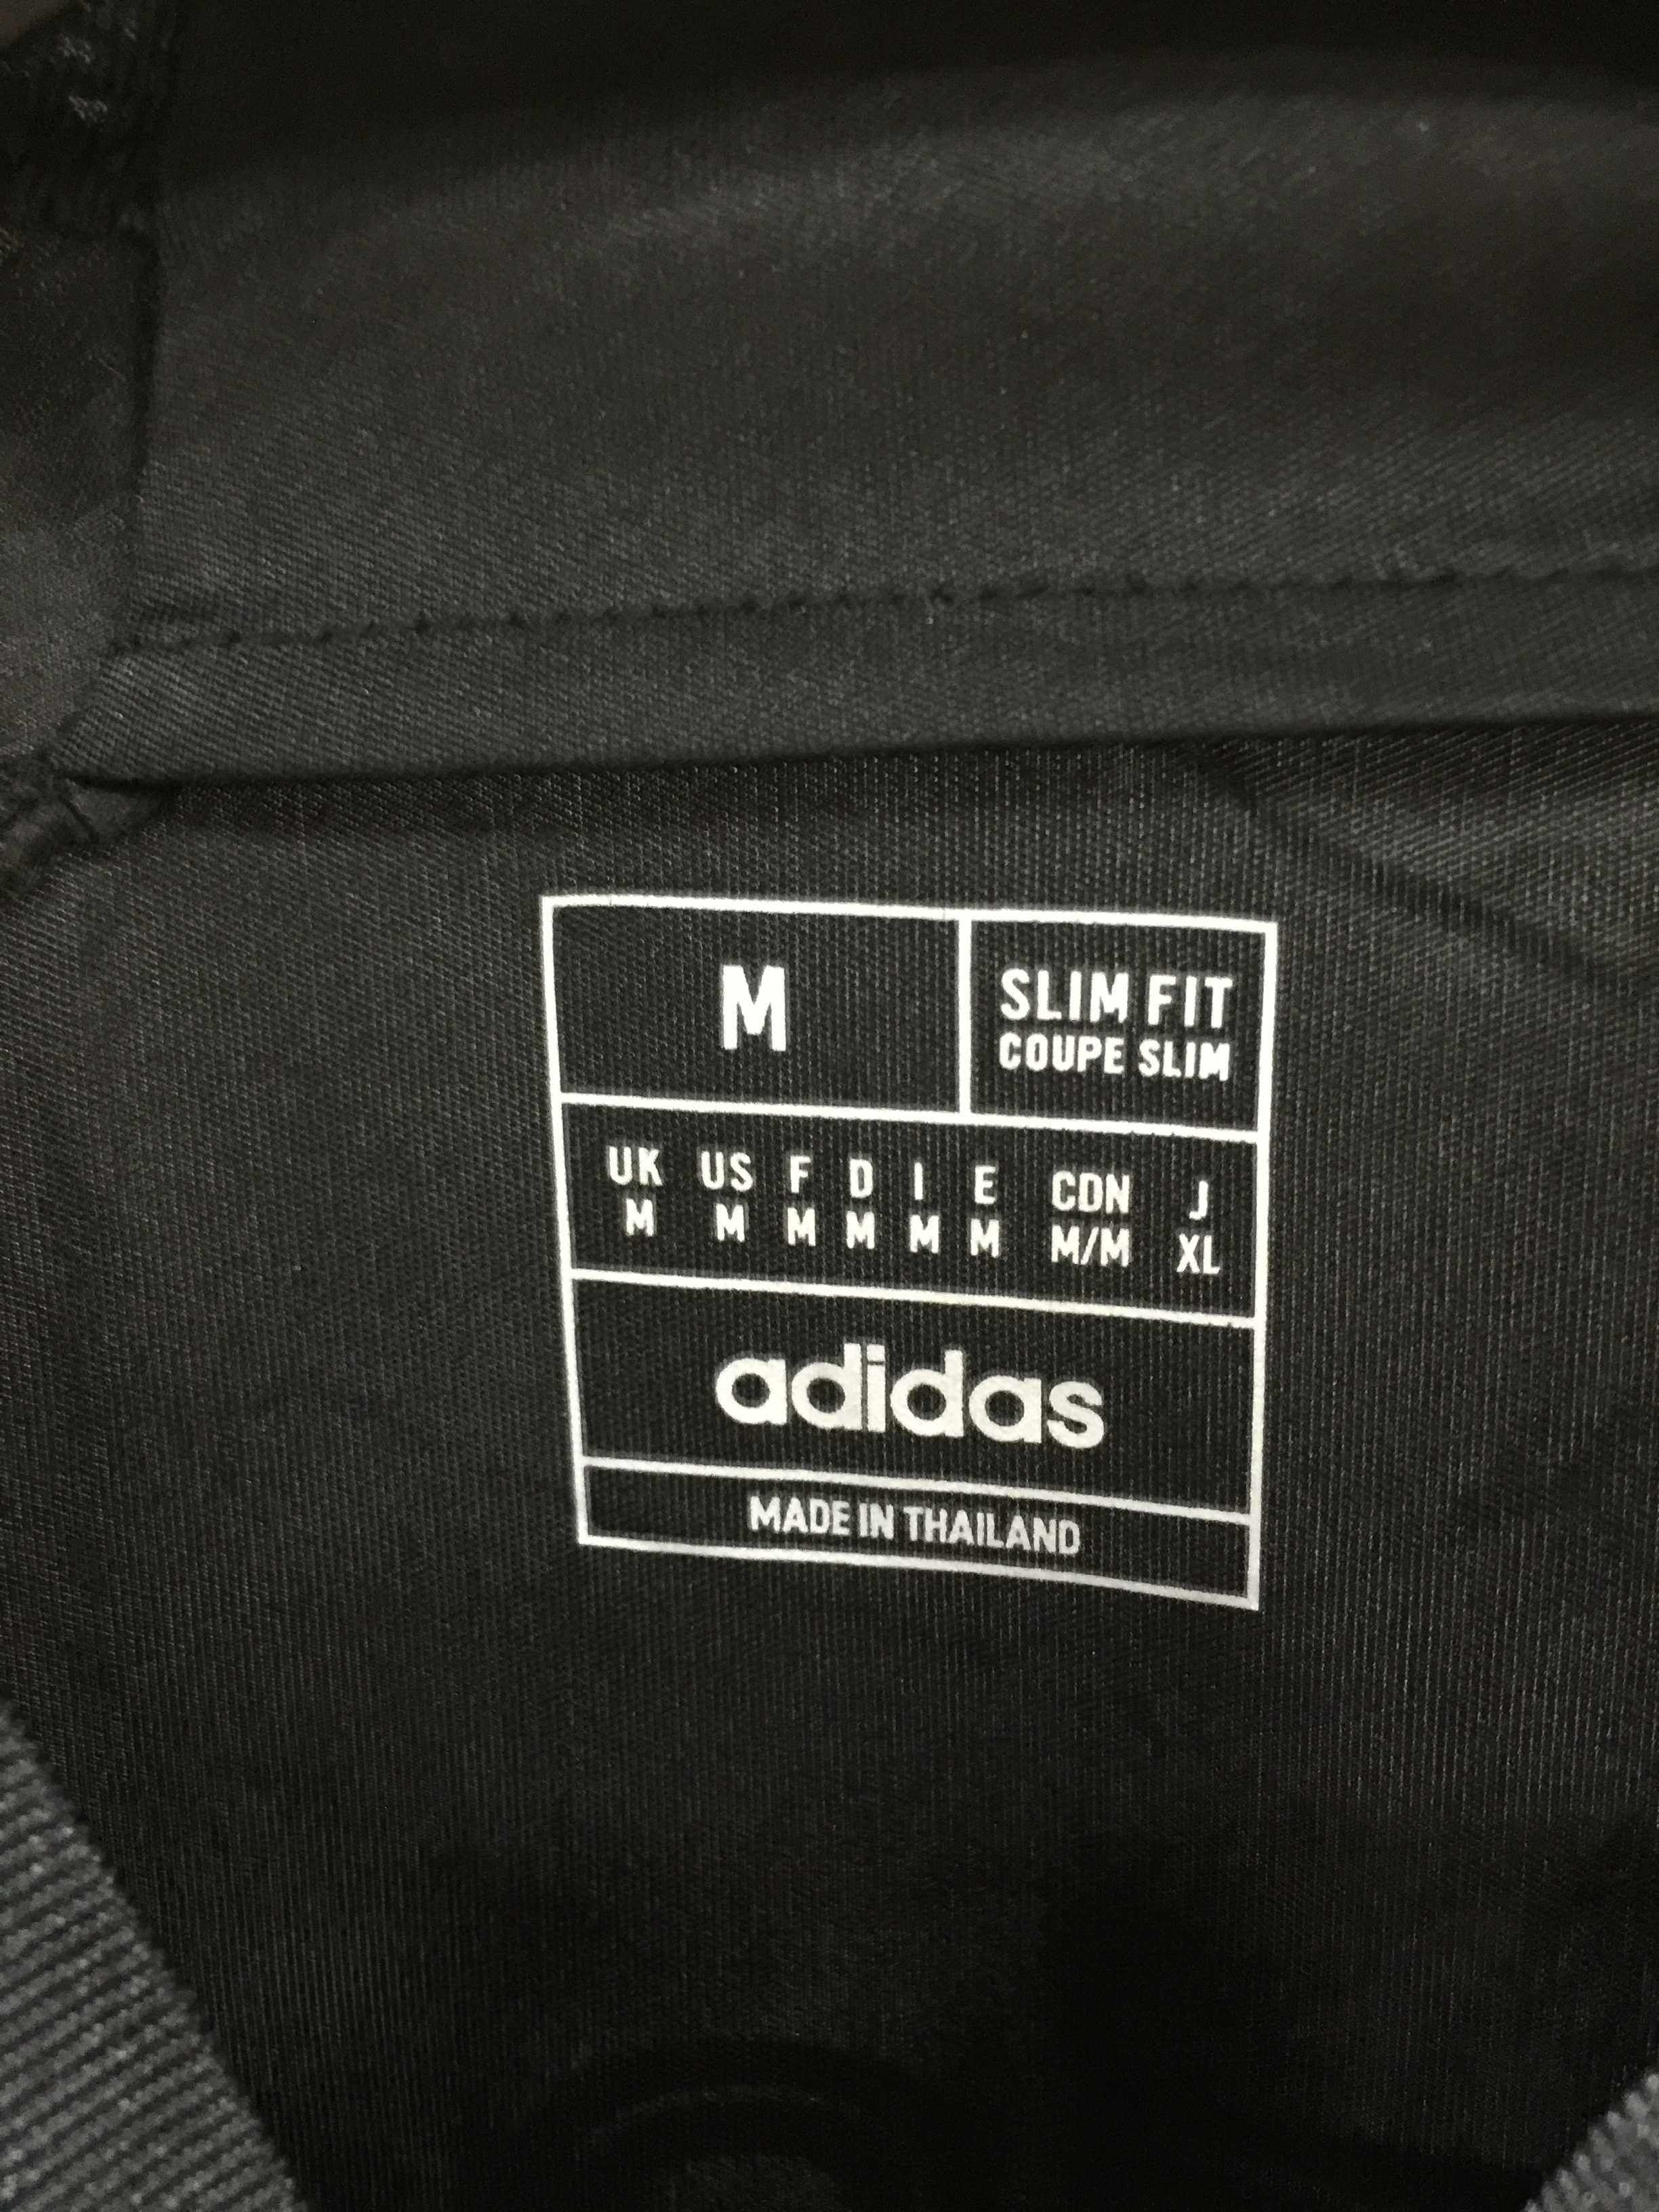 M
SLIM FIT
COUPE SLIM
UK US F D I E CDN J
M M M M M M M/M XL
adidas
MADE IN THAILAND